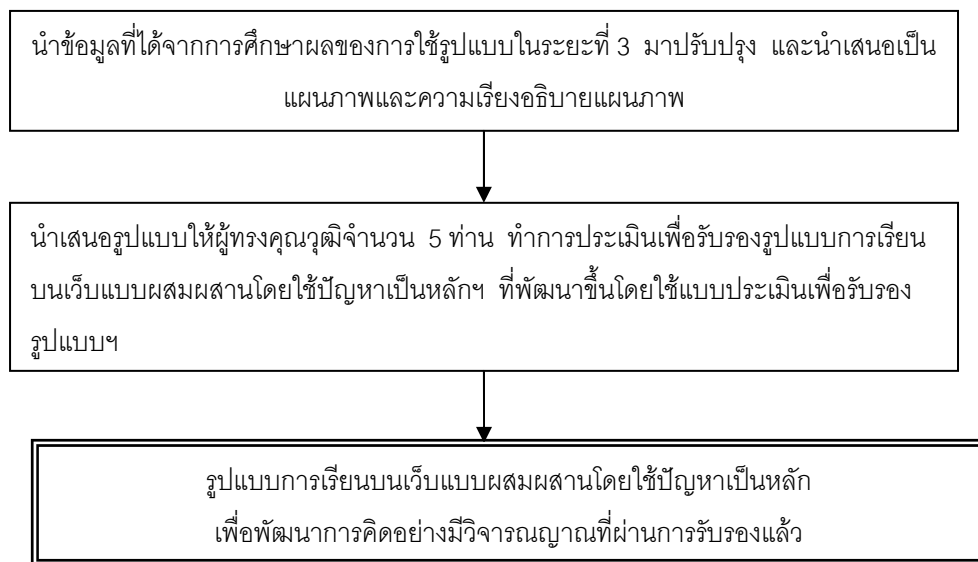 นำข้อมูลที่ได้จากการศึกษาผลของการใช้รูปแบบในระยะที่ 3 มาปรับปรุง และนำเสนอเป็น
แผนภาพและความเรียงอธิบายแผนภาพ
นำเสนอรูปแบบให้ผู้ทรงคุณวุฒิจำนวน 5 ท่าน ทำการประเมินเพื่อรับรองรูปแบบการเรียน
บนเว็บแบบผสมผสานโดยใช้ปัญหาเป็นหลักฯ ที่พัฒนาขึ้นโดยใช้แบบประเมินเพื่อรับรอง
รูปแบบฯ
รูปแบบการเรียนบนเว็บแบบผสมผสานโดยใช้ปัญหาเป็นหลัก
เพื่อพัฒนาการคิดอย่างมีวิจารณญาณที่ผ่านการรับรองแล้ว